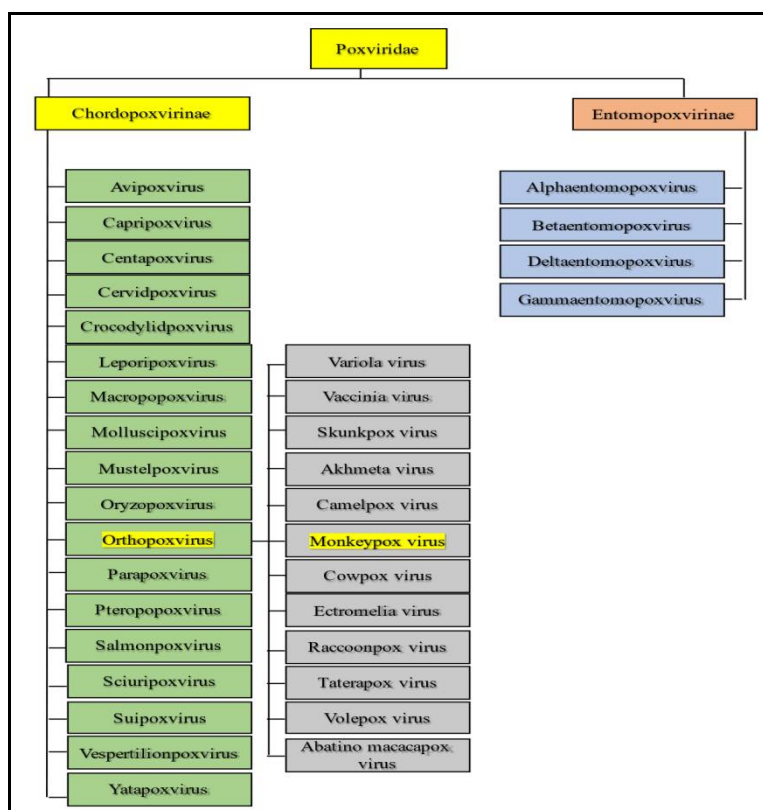 Poxviridae
Chordopoxvirinae
Entomopoxvirinae
Avipoxvirus
Capripoxvirus
Centapoxvirus
Cervidpoxvirus
Crocodylidpoxvirus
Leporipoxvirus
Macropopoxvirus
Molluscipoxvirus
Mustelpoxvirus
Oryzopoxvirus
Orthopoxvirus
Parapoxvirus
Pteropopoxvirus
Salmonpoxvirus
Sciuripoxvirus
Suipoxvirus
Vespertilionpoxvirus
Yatapoxvirus
Variola virus
Vaccinia virus
Skunkpox virus
Akhmeta virus
Camelpox virus
Monkeypox virus
Cowpox virus
Ectromelia virus
Raccoonpox virus
Taterapox virus
Volepox virus
Abatino macacapox
virus
Alphaentomopoxvirus
Betaentomopoxvirus
Deltaentomopoxvirus
Gammaentomopoxvirus